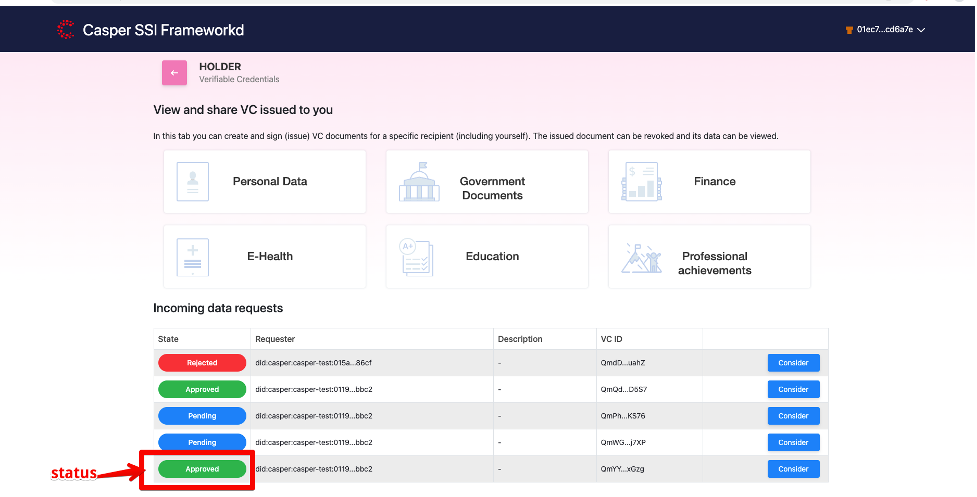 Casper SSI Frameworkd
01ec7...cd6a7e
HOLDER
Verifiable Credentials
View and share VC issued to you
In this tab you can create and sign (issue) VC documents for a specific recipient (including yourself). The issued document can be revoked and its data can be viewed.
Personal Data
Government
Documents
$
Finance
E-Health
A+
Education
Professional
achievements
Incoming data requests
State Requester Description VC ID
Rejected did:casper:casper-test:015a...86cf - QmdD...uahZ Consider
Approved did:casper:casper-test:0119...bbc2 - QmQd...D5S7 Consider
Pending did:casper:casper-test:0119...bbc2 - QmPh...KS76 Consider
Pending did:casper:casper-test:0119...bbc2 - QmWG...j7XP Consider
status Approved did:casper:casper-test:0119...bbc2 - QmYY...xGzg Consider